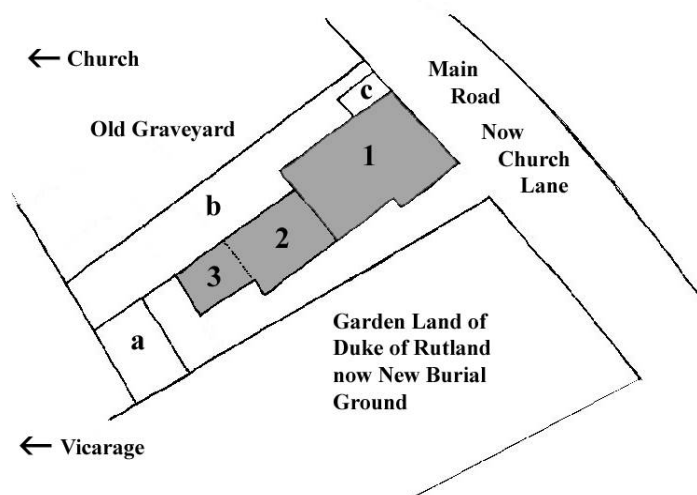 ← Church
Main
Road
c
Old Graveyard
Now
Church
Lane
1
b
2
3
a
Garden Land of
Duke of Rutland
now New Burial
Ground
← Vicarage